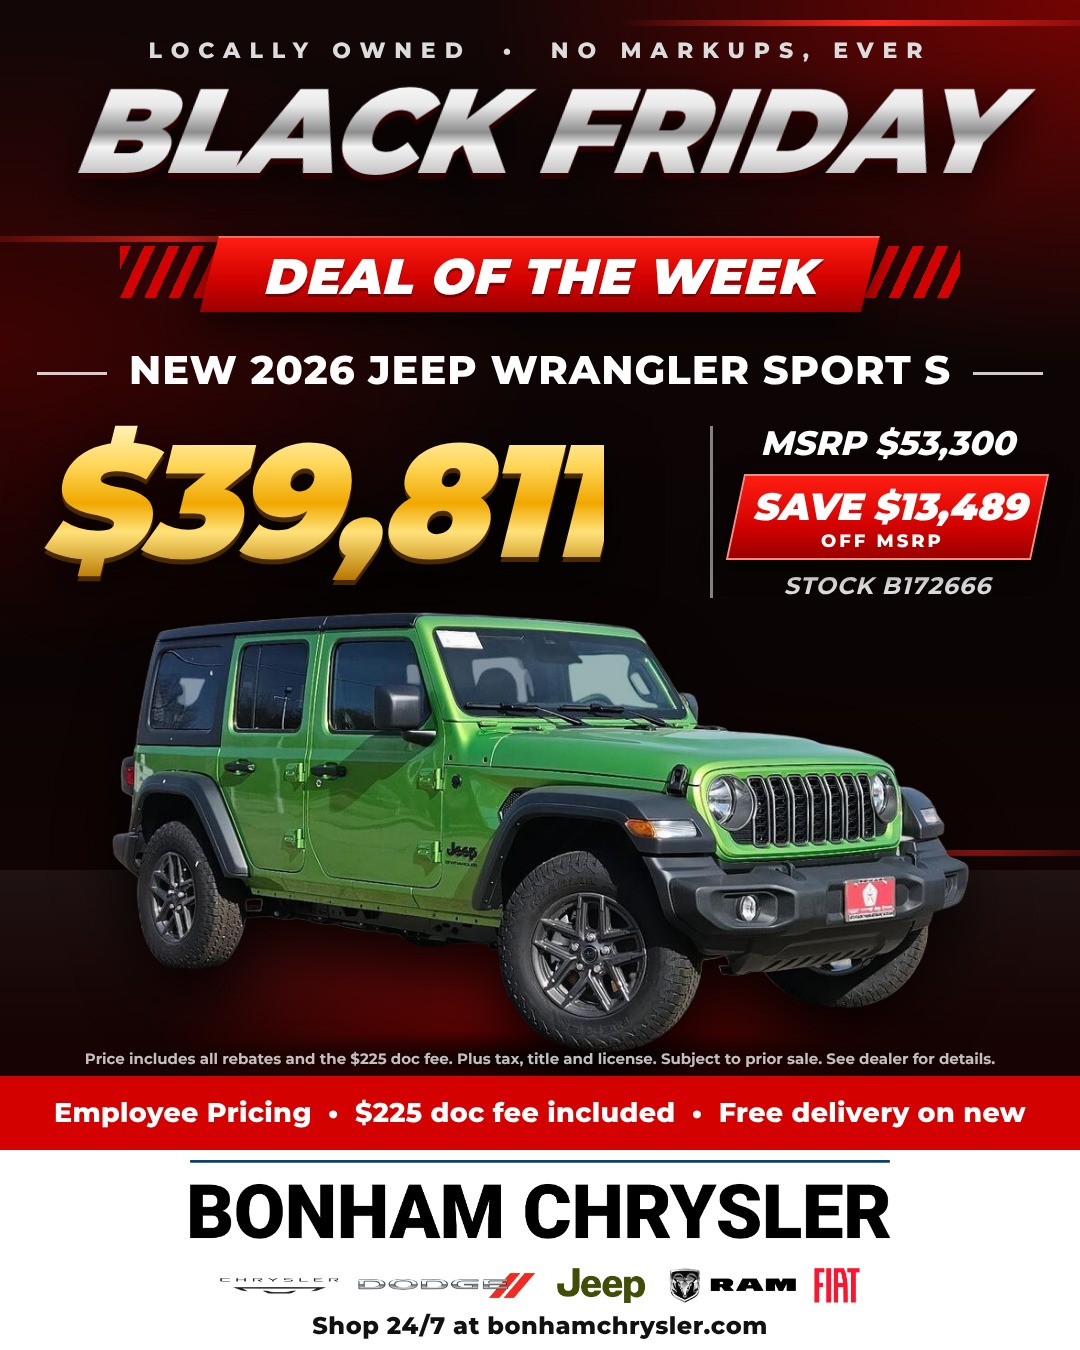 LOCALLY OWNED • NO MARKUPS, EVER
BLACK FRIDAY
DEAL OF THE WEEK
NEW 2026 JEEP WRANGLER SPORT S
$39,811
MSRP $53,300
SAVE $13,489
OFF MSRP
STOCK B172666
Jeep
Price includes all rebates and the $225 doc fee. Plus tax, title and license. Subject to prior sale. See dealer for details.
Employee Pricing • $225 doc fee included • Free delivery on new
BONHAM CHRYSLER
CHRYSLER DODGE Jeep RAM FIAT
Shop 24/7 at bonhamchrysler.com